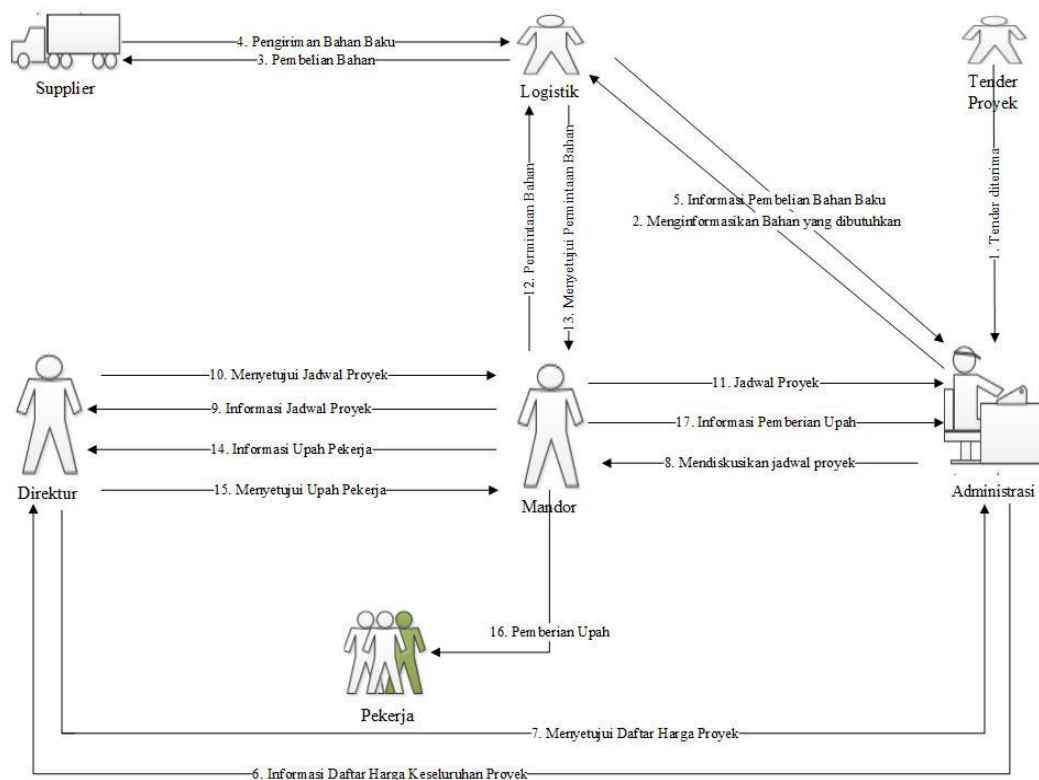 4. Pengiriman Bahan Baku
3. Pembelian Bahan
Supplier
Logistik
Tender
Proyek
1. Tender diterima
12. Permintaan Bahan
13. Menyetujui Permintaan Bahan
5. Informasi Pembelian Bahan Baku
2. Menginformasikan Bahan yang dibutuhkan
10. Menyetujui Jadwal Proyek
9. Informasi Jadwal Proyek
14. Informasi Upah Pekerja
15. Menyetujui Upah Pekerja
11. Jadwal Proyek
17. Informasi Pemberian Upah
8. Mendiskusikan jadwal proyek
Direktur
Mandor
Administrasi
16. Pemberian Upah
Pekerja
7. Menyetujui Daftar Harga Proyek
6. Informasi Daftar Harga Keseluruhan Proyek